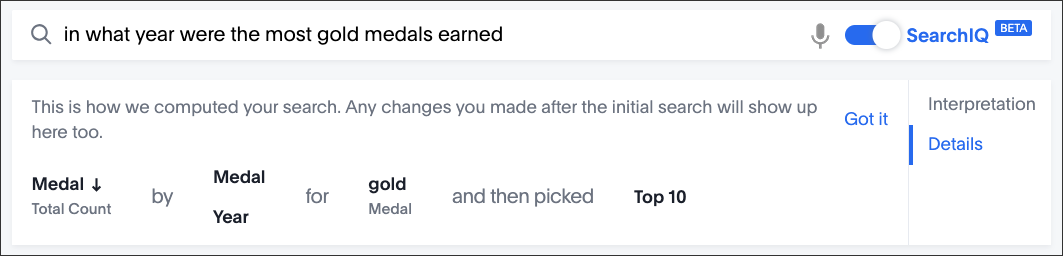 in what year were the most gold medals earned
SearchIQ BETA
This is how we computed your search. Any changes you made after the initial search will show up
here too.
Got it
Interpretation
Details
Medal ↓
Total Count
by
Medal
Year
for
gold
Medal
and then picked
Top 10